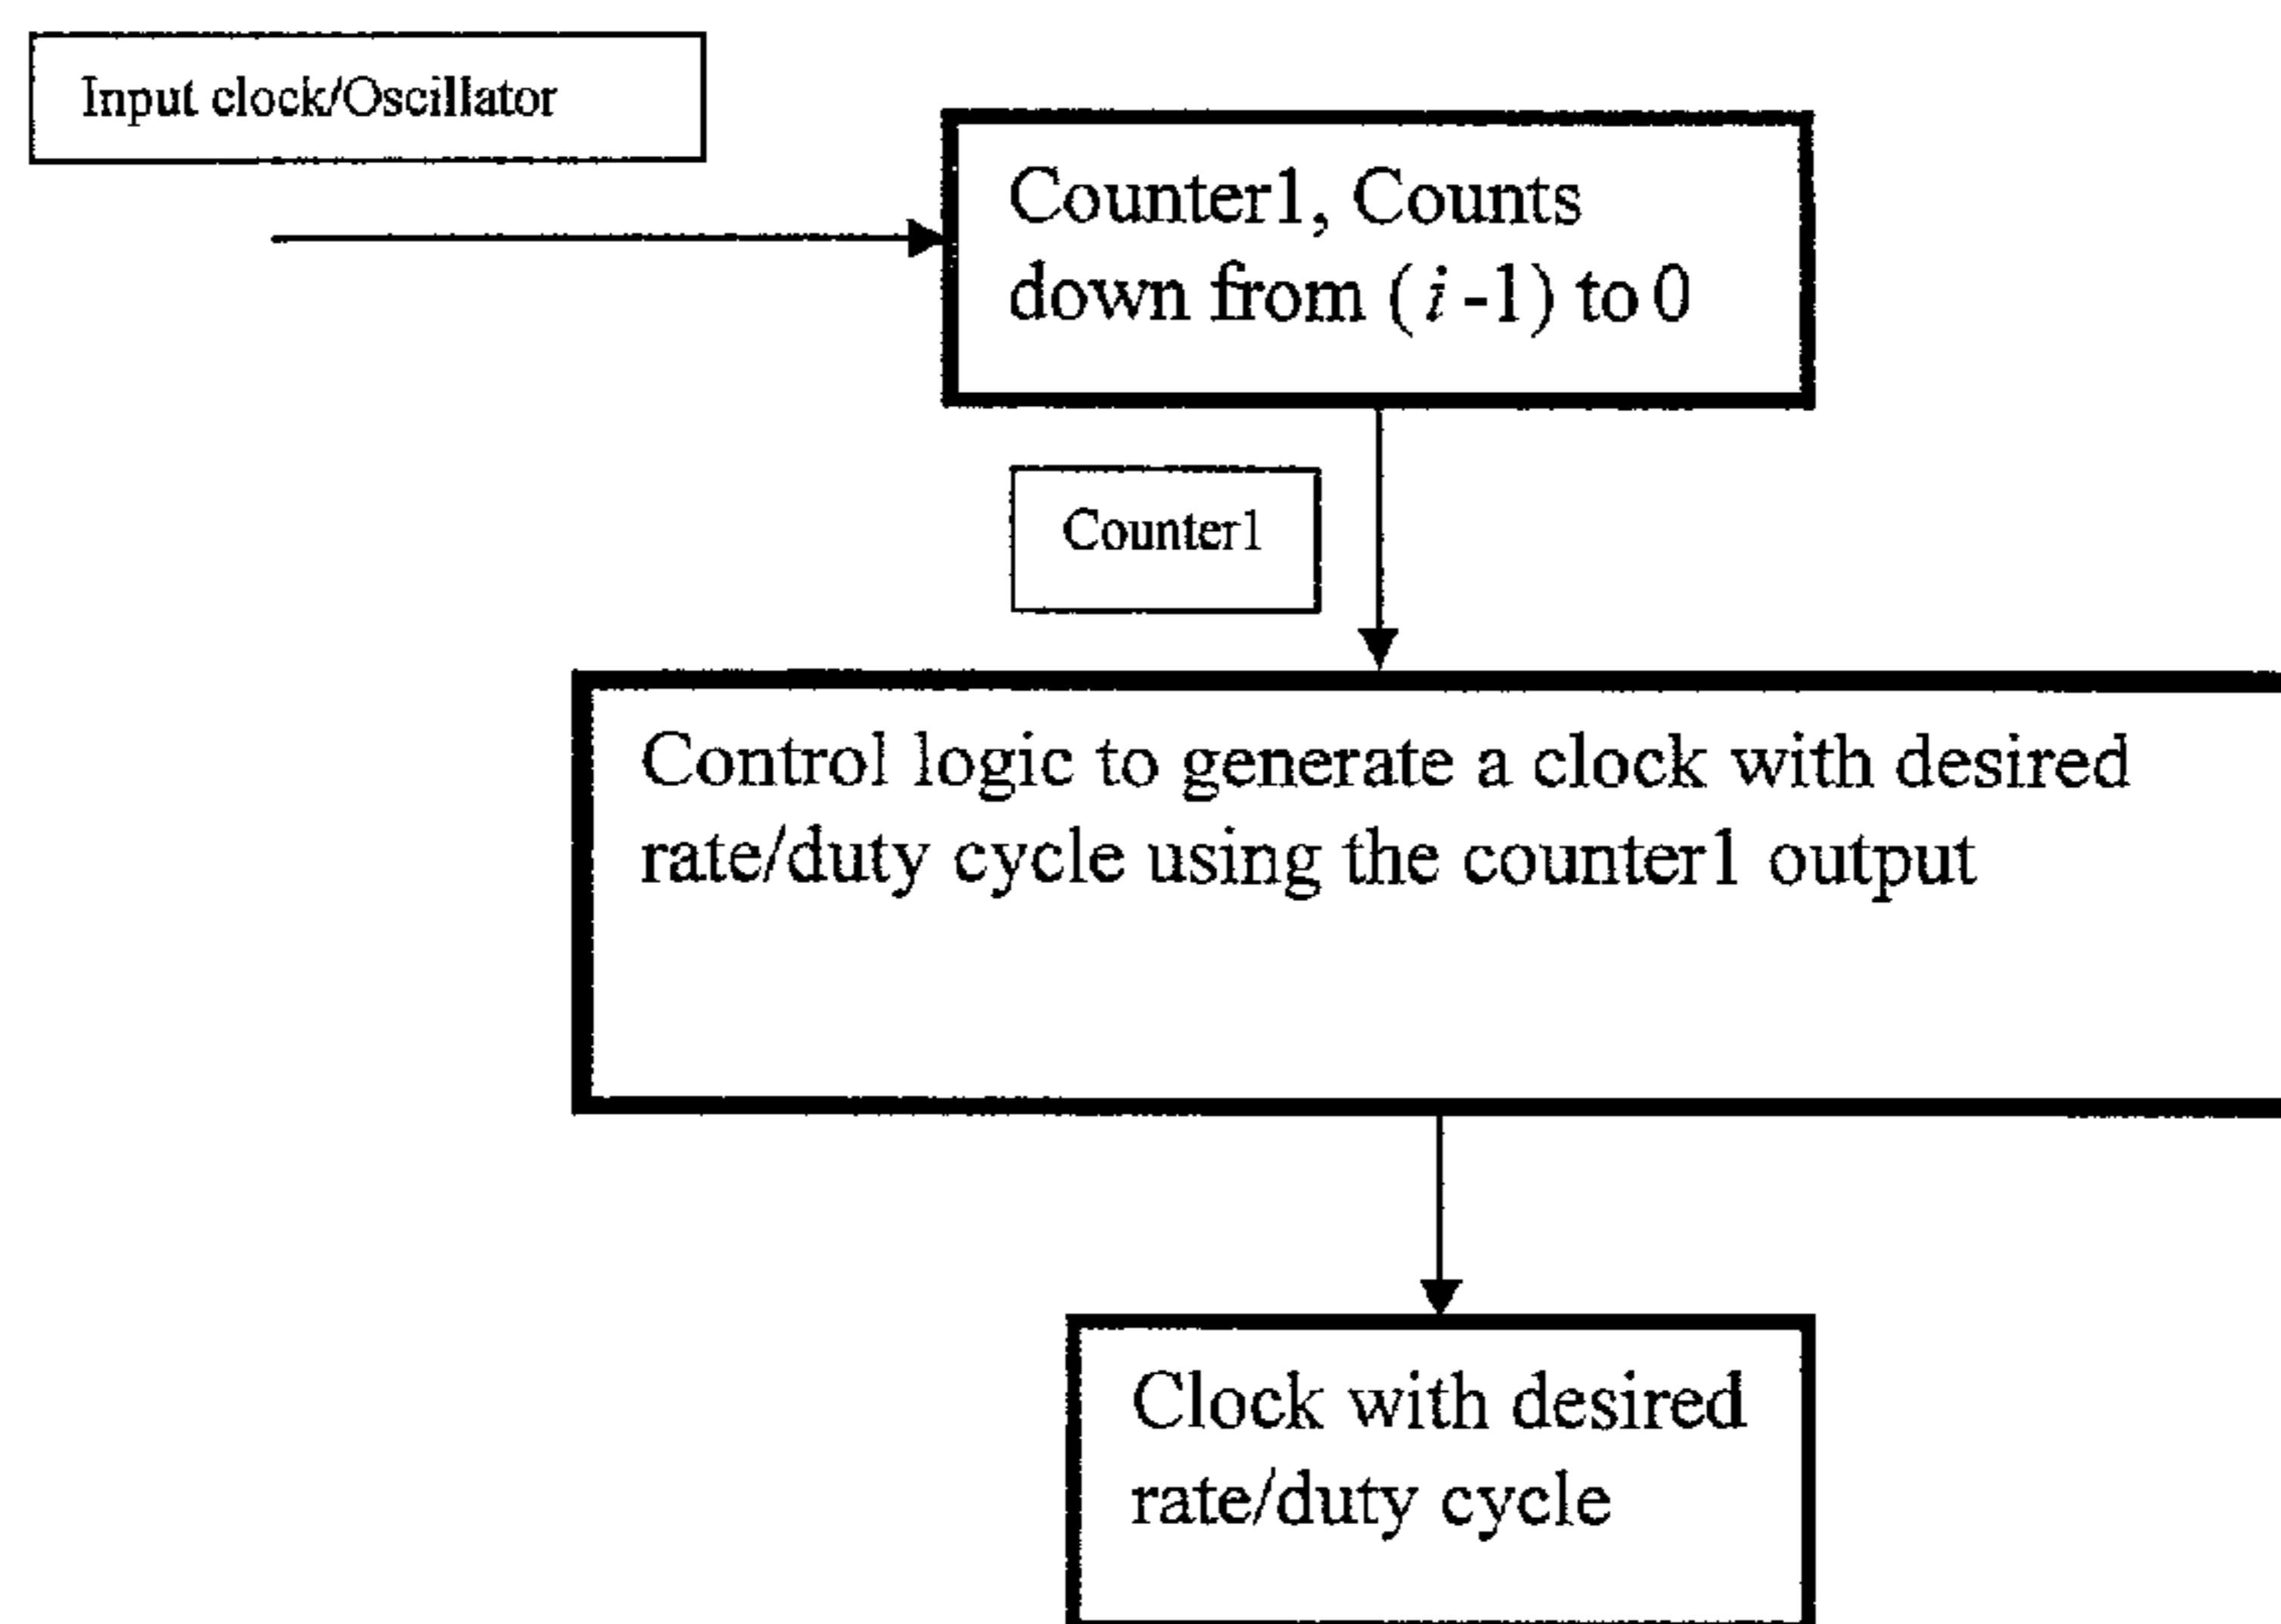 Input clock/Oscillator
Counter1, Counts
down from (i-1) to 0
Counter1
Control logic to generate a clock with desired
rate/duty cycle using the counter1 output
Clock with desired
rate/duty cycle